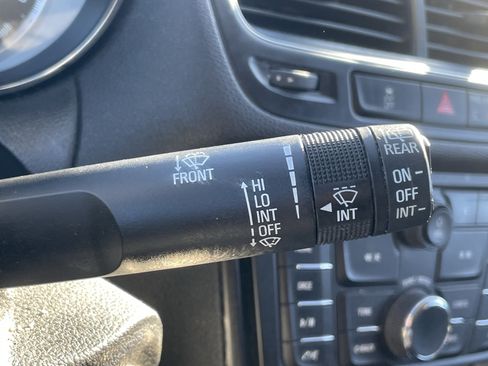 FRONT
HI
LO
INT
OFF
INT
REAR
ON
OFF
INT